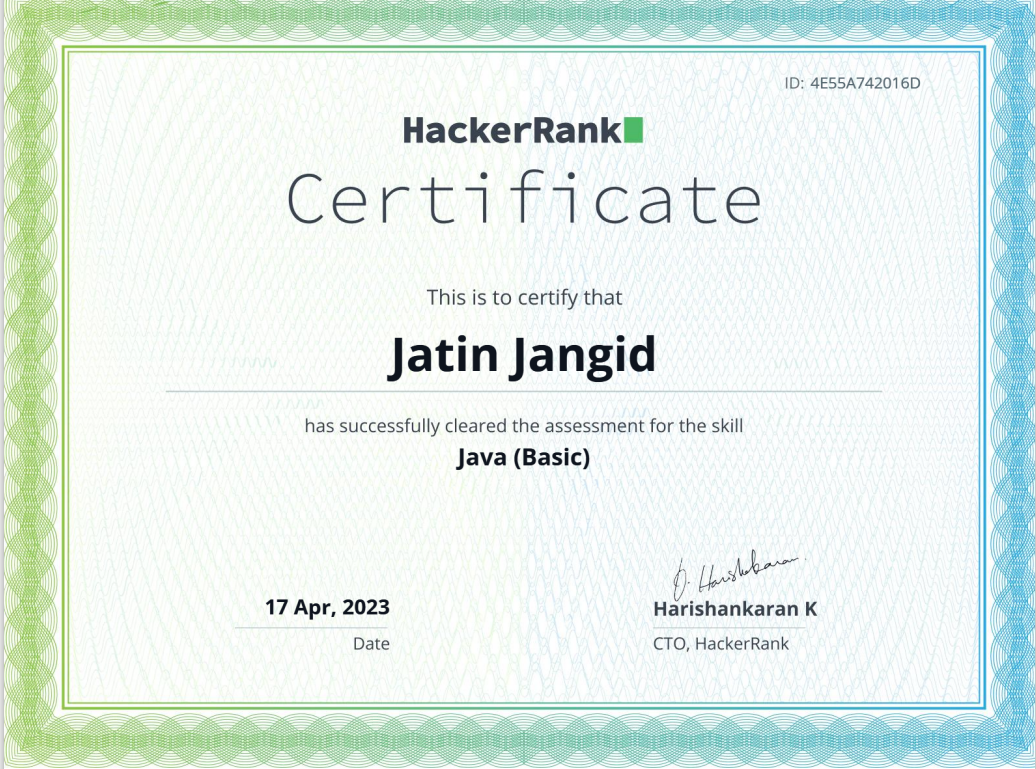 ID: 4E55A742016D
HackerRank
Certificate
This is to certify that
Jatin Jangid
has successfully cleared the assessment for the skill
Java (Basic)
17 Apr, 2023
Date
Harishankaran K
CTO, HackerRank